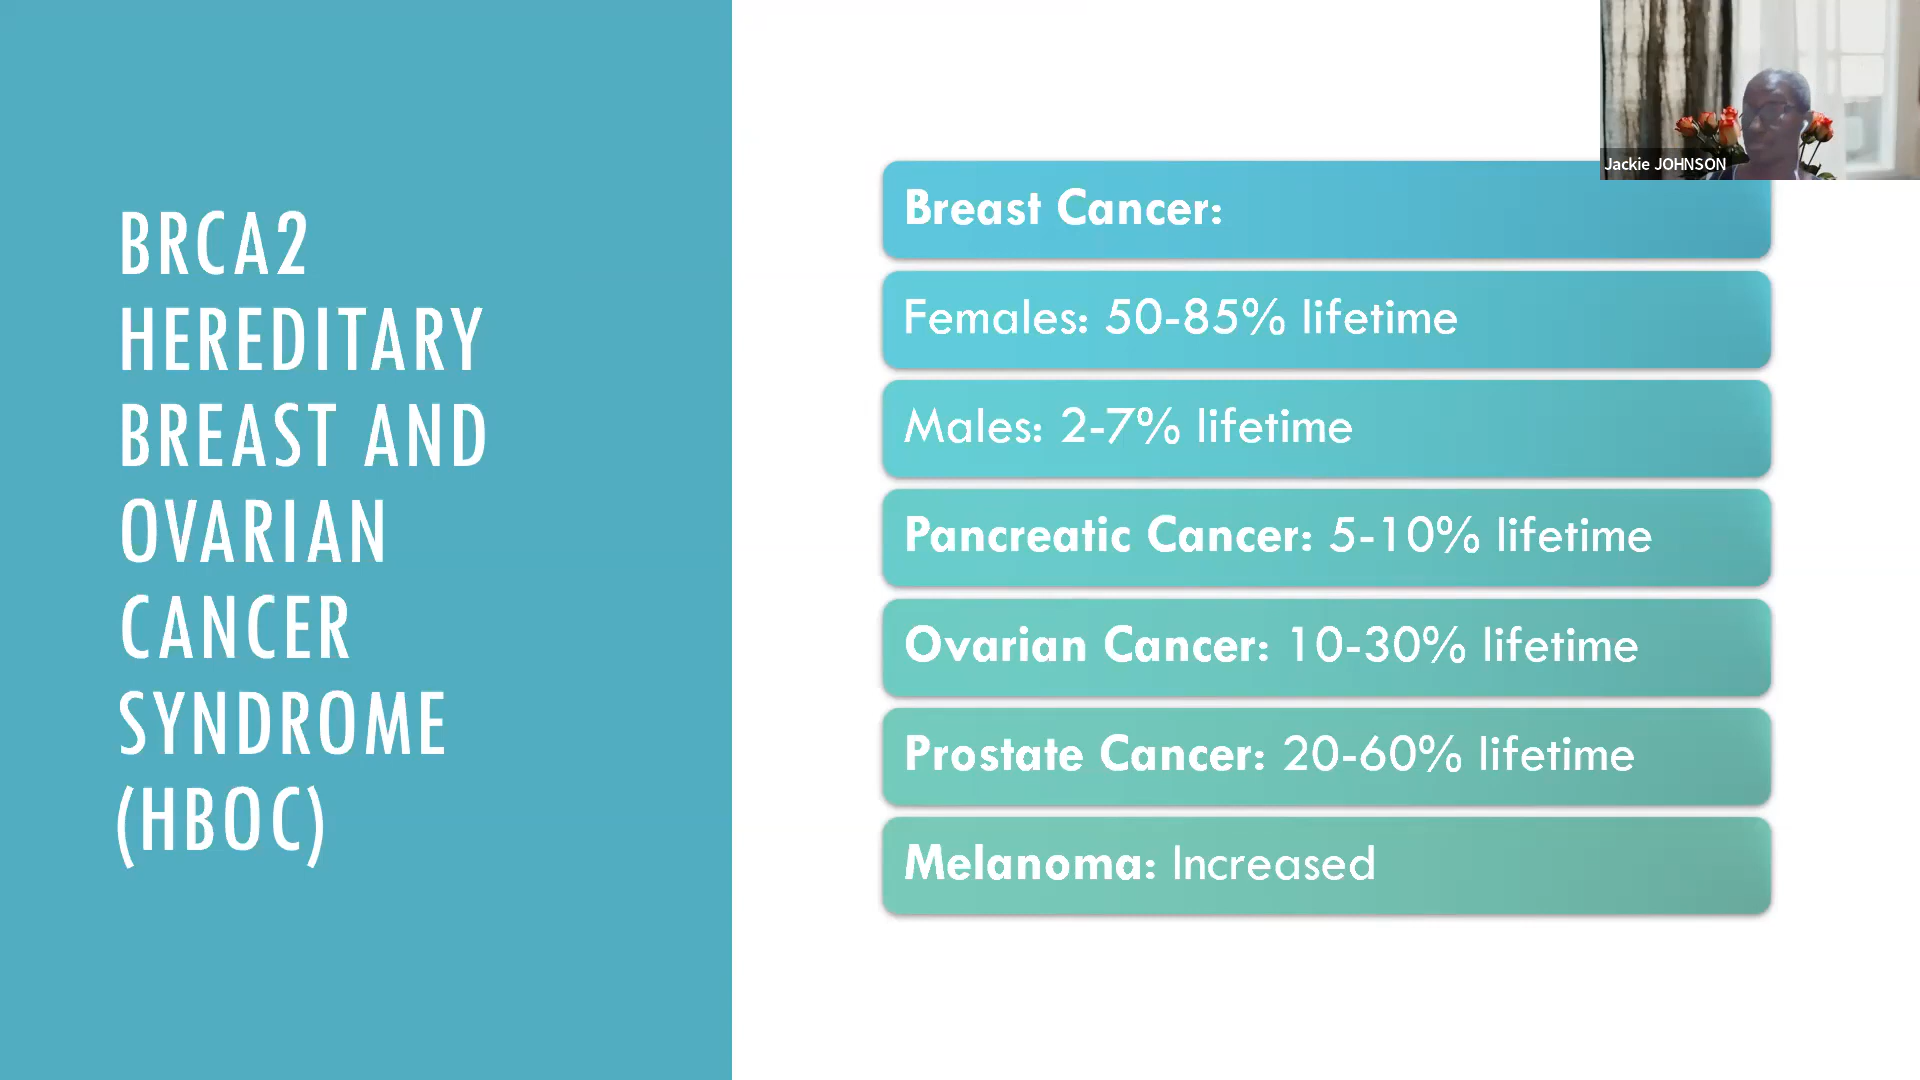 BRCA2
HEREDITARY
BREAST AND
OVARIAN
CANCER
SYNDROME
(HBOC)
Jackie JOHNSON
Breast Cancer:
Females: 50-85% lifetime
Males: 2-7% lifetime
Pancreatic Cancer: 5-10% lifetime
Ovarian Cancer: 10-30% lifetime
Prostate Cancer: 20-60% lifetime
Melanoma: Increased